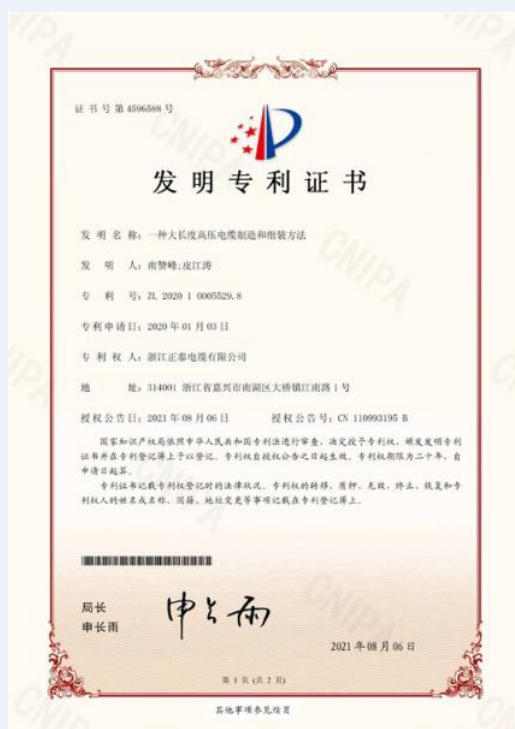 证书号第4596588号
发明专利证书
发 明 名 称：一种大长度高压电缆制造和组装方法
发 明 人：南赞峰;皮江涛
专 利 号：ZL 2020 1 0005529.8
专利申请日：2020年01月03日
专 利 权 人：浙江正泰电缆有限公司
地 址：314001 浙江省嘉兴市南湖区大桥镇江南路1号
授权公告日：2021年08月06日 授权公告号：CN 110993195 B
国家知识产权局依照中华人民共和国专利法进行审查，决定授予专利权，颁发发明专利
证书并在专利登记簿上予以登记。专利权自授权公告之日起生效。专利权期限为二十年，自
申请日起算。
专利证书记载专利权登记时的法律状况。专利权的转移、质押、无效、终止、恢复和专
利权人的姓名或名称、国籍、地址变更等事项记载在专利登记簿上。
局长
申长雨
申长雨
2021年08月06日
第 1 页 (共 2 页)
其他事项参见续页
CNIPA
CNIPA
CNIPA
CNIPA